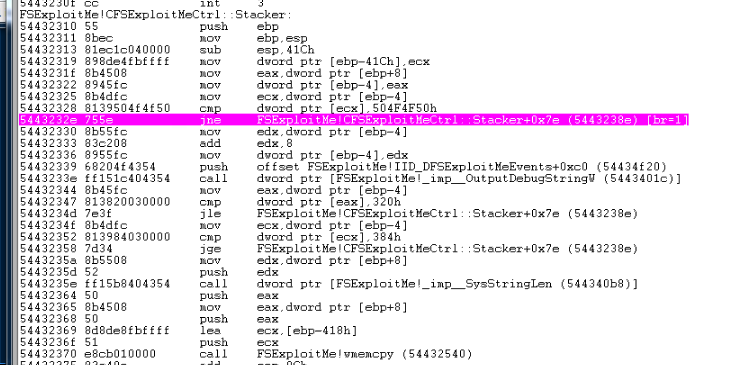 5443230f cc int 3
FSExploitMe!CFSExploitMeCtrl::Stacker:
54432310 55 push ebp
54432311 8bec mov ebp,esp
54432313 81ec1c040000 sub esp,41Ch
54432319 898de4fbffff mov dword ptr [ebp-41Ch],ecx
5443231f 8b4508 mov eax,dword ptr [ebp+8]
54432322 8945fc mov dword ptr [ebp-4],eax
54432325 8b4dfc mov ecx,dword ptr [ebp-4]
54432328 8139504f4f50 cmp dword ptr [ecx],504F4F50h
5443232e 755e jne FSExploitMe!CFSExploitMeCtrl::Stacker+0x7e (5443238e) [br=1]
54432330 8b55fc mov edx,dword ptr [ebp-4]
54432333 83c208 add edx,8
54432336 8955fc mov dword ptr [ebp-4],edx
54432339 68204f4354 push offset FSExploitMe!IID_DFSExploitMeEvents+0xc0 (54434f20)
5443233e ff151c404354 call dword ptr [FSExploitMe!_imp__OutputDebugStringW (5443401c)]
54432344 8b45fc mov eax,dword ptr [ebp-4]
54432347 813820030000 cmp dword ptr [eax],320h
5443234d 7e3f jle FSExploitMe!CFSExploitMeCtrl::Stacker+0x7e (5443238e)
5443234f 8b4dfc mov ecx,dword ptr [ebp-4]
54432352 813984030000 cmp dword ptr [ecx],384h
54432358 7d34 jge FSExploitMe!CFSExploitMeCtrl::Stacker+0x7e (5443238e)
5443235a 8b5508 mov edx,dword ptr [ebp+8]
5443235d 52 push edx
5443235e ff15b8404354 call dword ptr [FSExploitMe!_imp__SysStringLen (544340b8)]
54432364 50 push eax
54432365 8b4508 mov eax,dword ptr [ebp+8]
54432368 50 push eax
54432369 8d8de8fbffff lea ecx,[ebp-418h]
5443236f 51 push ecx
54432370 e8cb010000 call FSExploitMe!wmemcpy (54432540)